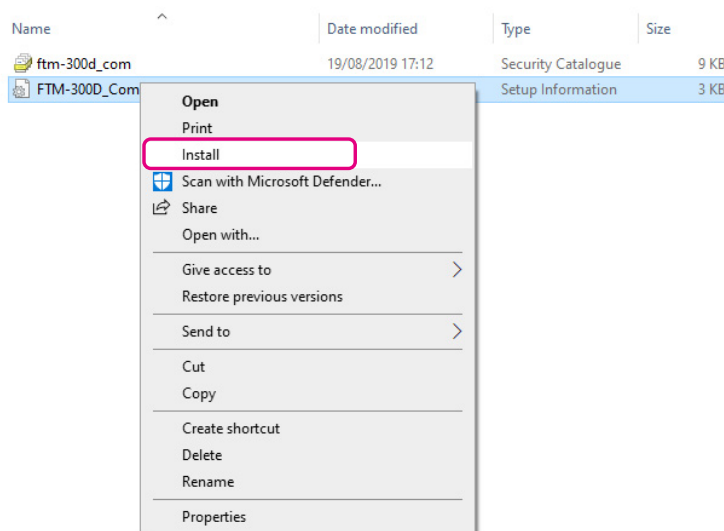 Name Date modified Type Size
ftm-300d_com 19/08/2019 17:12 Security Catalogue 9 KB
FTM-300D_Com Setup Information 3 KB
Open
Print
Install
Scan with Microsoft Defender...
Share
Open with...
Give access to
Restore previous versions
Send to
Cut
Copy
Create shortcut
Delete
Rename
Properties